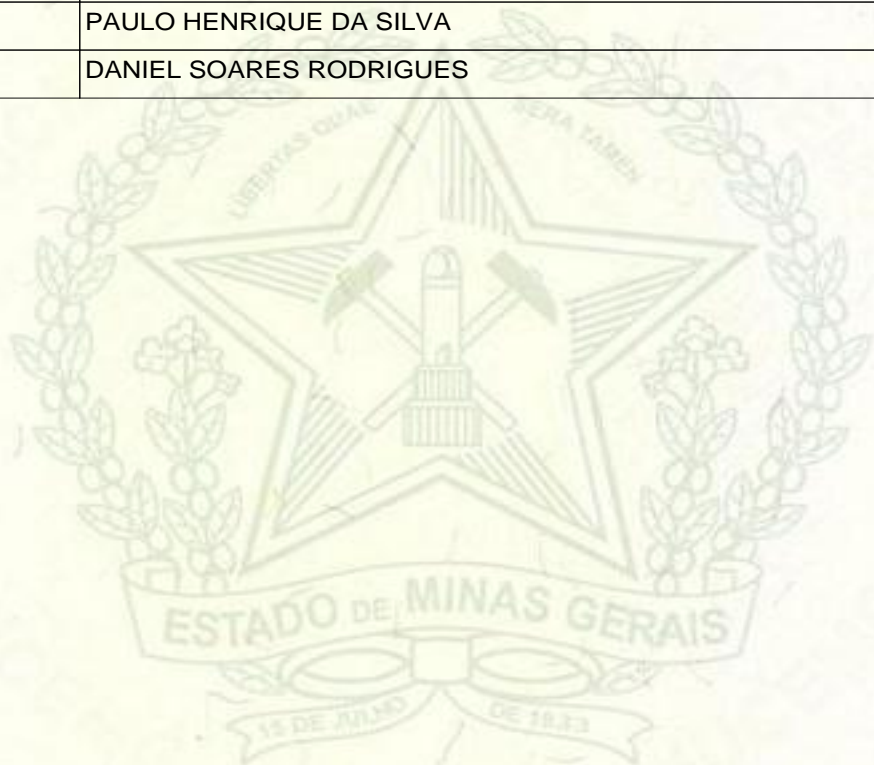 PAULO HENRIQUE DA SILVA
DANIEL SOARES RODRIGUES
LIBERTAS QUAE SERA TAMEN
ESTADO DE MINAS GERAIS
15 DE JULHO DE 1833